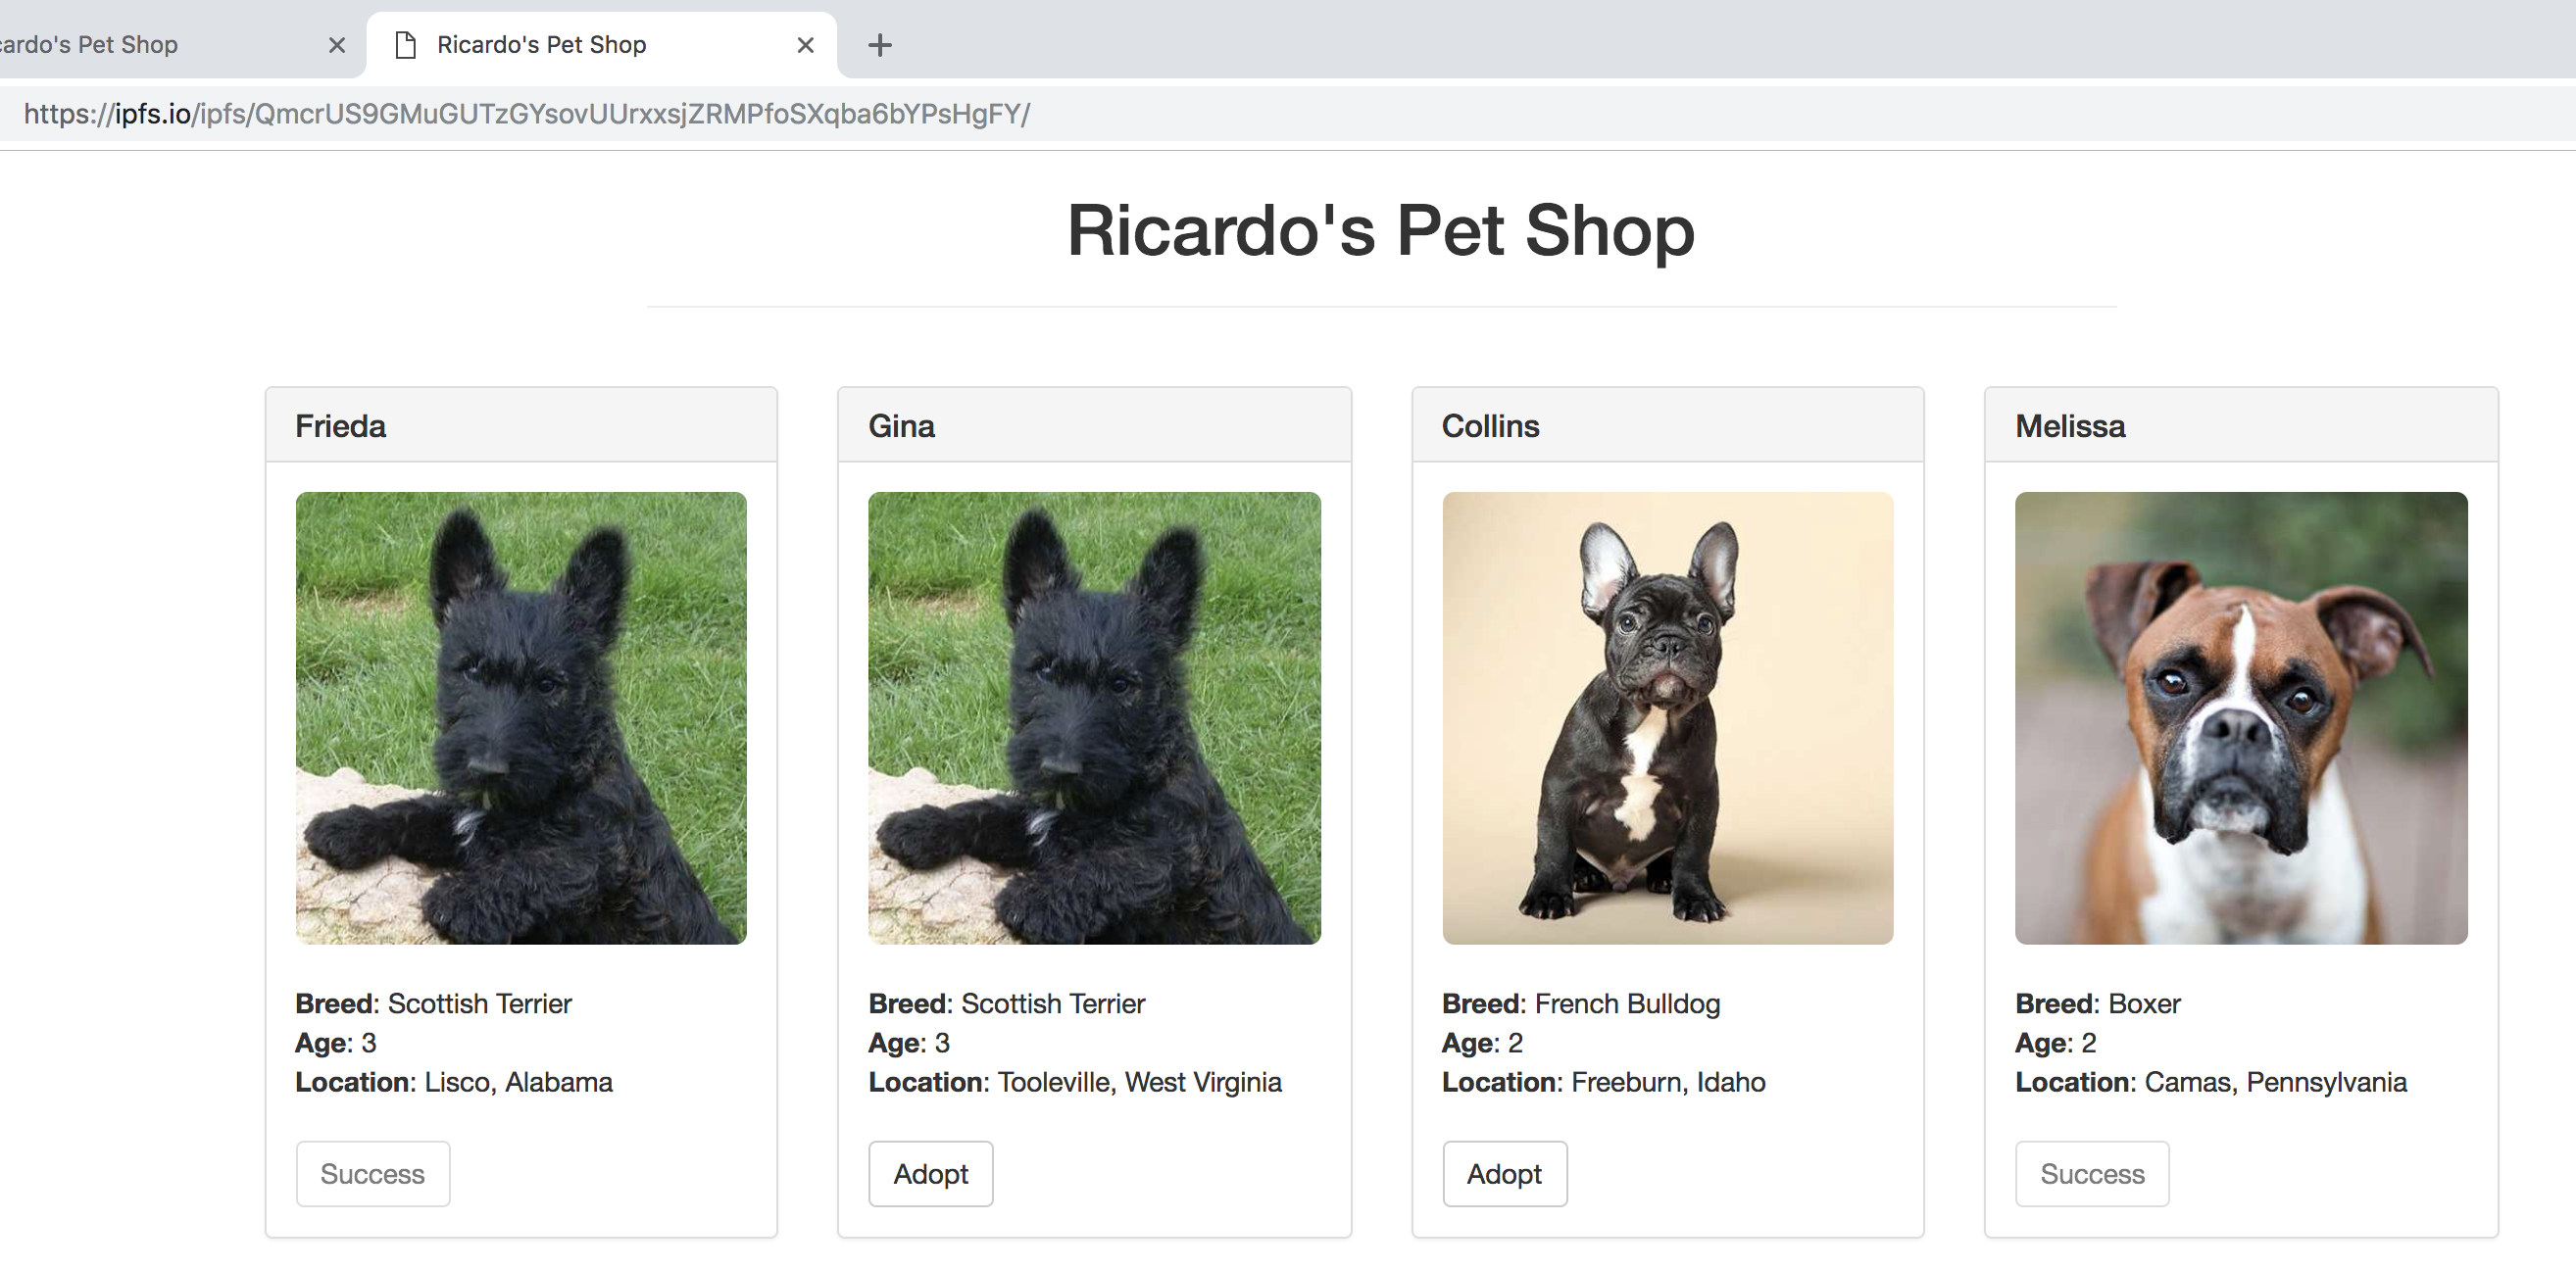 cardo's Pet Shop
Ricardo's Pet Shop
https://ipfs.io/ipfs/QmcrUS9GMuGUTzGYsovUUrxxsjZRMPfoSXqba6bYPsHgFY/
Ricardo's Pet Shop
Frieda
Breed: Scottish Terrier
Age: 3
Location: Lisco, Alabama
Success
Gina
Breed: Scottish Terrier
Age: 3
Location: Tooleville, West Virginia
Adopt
Collins
Breed: French Bulldog
Age: 2
Location: Freeburn, Idaho
Adopt
Melissa
Breed: Boxer
Age: 2
Location: Camas, Pennsylvania
Success